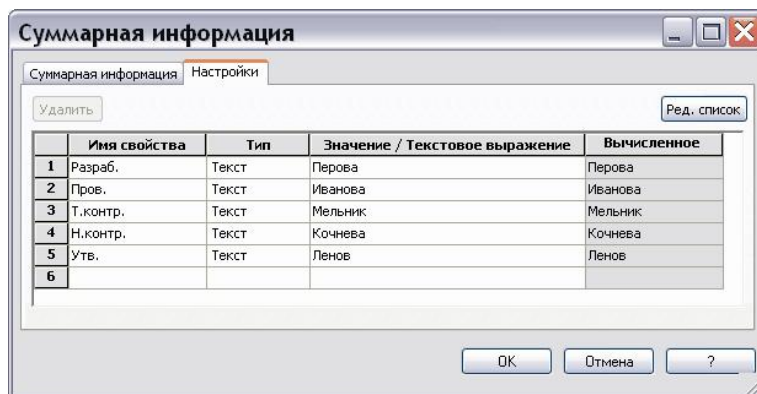 Суммарная информация
Суммарная информация Настройки
Удалить Ред. список
Имя свойства Тип Значение / Текстовое выражение Вычисленное
1 Разраб. Текст Перова Перова
2 Пров. Текст Иванова Иванова
3 Т.контр. Текст Мельник Мельник
4 Н.контр. Текст Кочнева Кочнева
5 Утв. Текст Ленов Ленов
6
OK Отмена ?